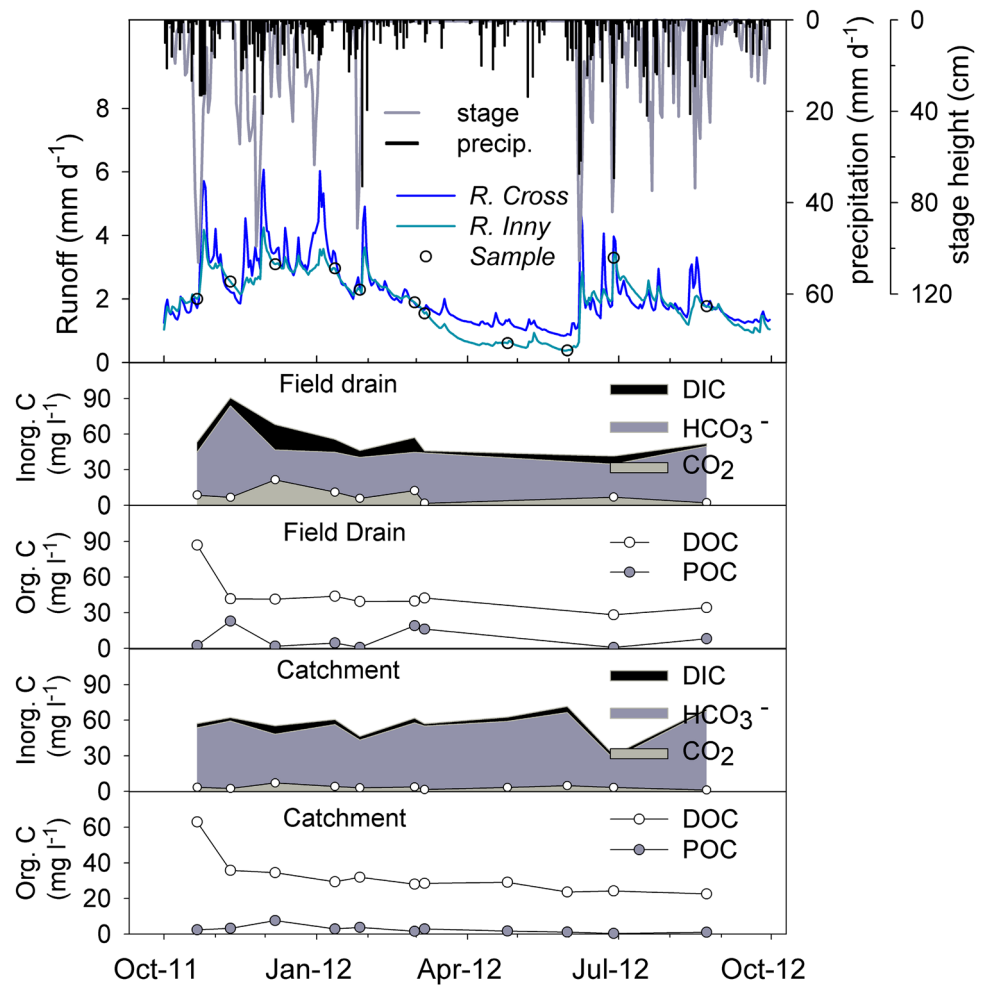 0
0
8
20
40
stage
precip.
6
Runoff (mm d-1)
precipitation (mm d-1)
stage height (cm)
R. Cross
4
40
80
R. Inny
Sample
2
60
120
0
Field drain
DIC
90
Inorg. C
(mg l-1)
60
HCO3 -
30
CO2
0
Field Drain
DOC
90
Org. C
(mg l-1)
60
POC
30
0
Catchment
DIC
90
Inorg. C
(mg l-1)
60
HCO3 -
30
CO2
0
Catchment
DOC
60
Org. C
(mg l-1)
POC
40
20
0
Oct-11 Jan-12 Apr-12 Jul-12 Oct-12